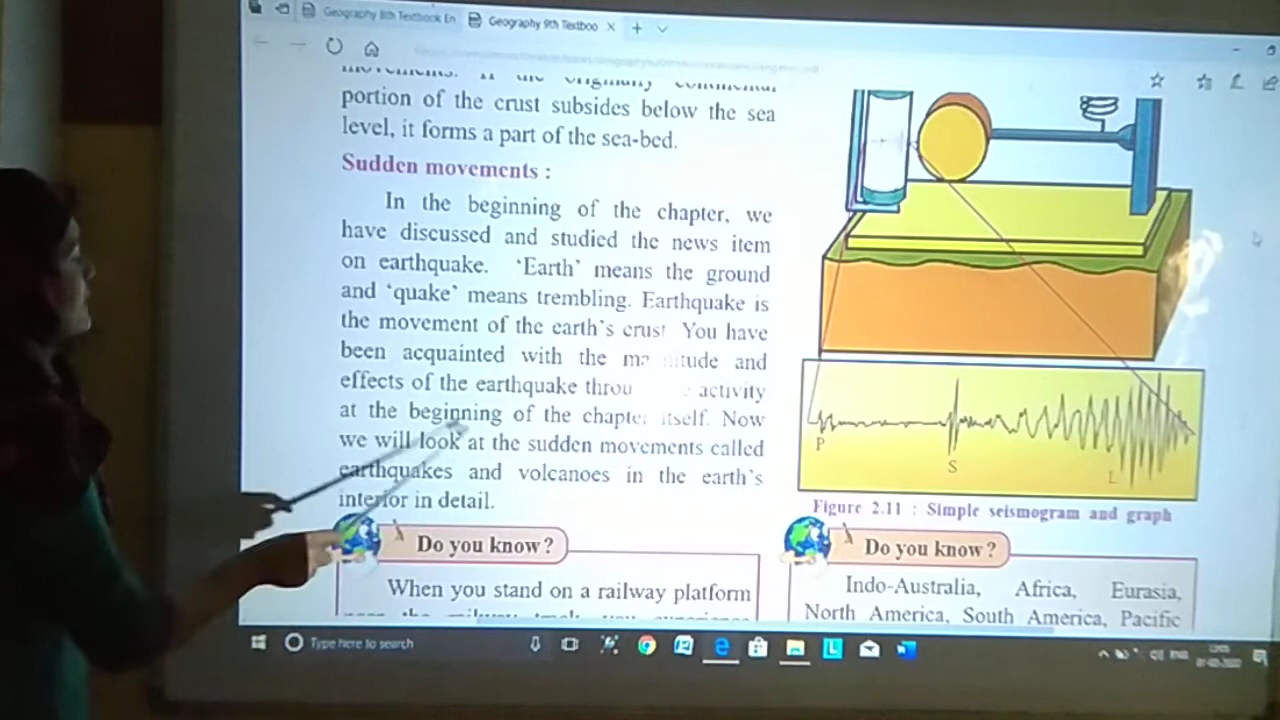 Geography 8th Textbook En
Geography 9th Textboo
portion of the crust subsides below the sea
level, it forms a part of the sea-bed.
Sudden movements :
In the beginning of the chapter, we
have discussed and studied the news item
on earthquake. ‘Earth’ means the ground
and ‘quake’ means trembling. Earthquake is
the movement of the earth’s crust You have
been acquainted with the and
effects of the earthquake activity
at the beginning of the chapter itself. Now
we will look at the sudden movements called
earthquakes and volcanoes in the earth’s
interior in detail.
Do you know ?
When you stand on a railway platform
P
S
L
Figure 2.11 : Simple seismogram and graph
Do you know ?
Indo-Australia, Africa, Eurasia,
North America, South America, Pacific
Type here to search